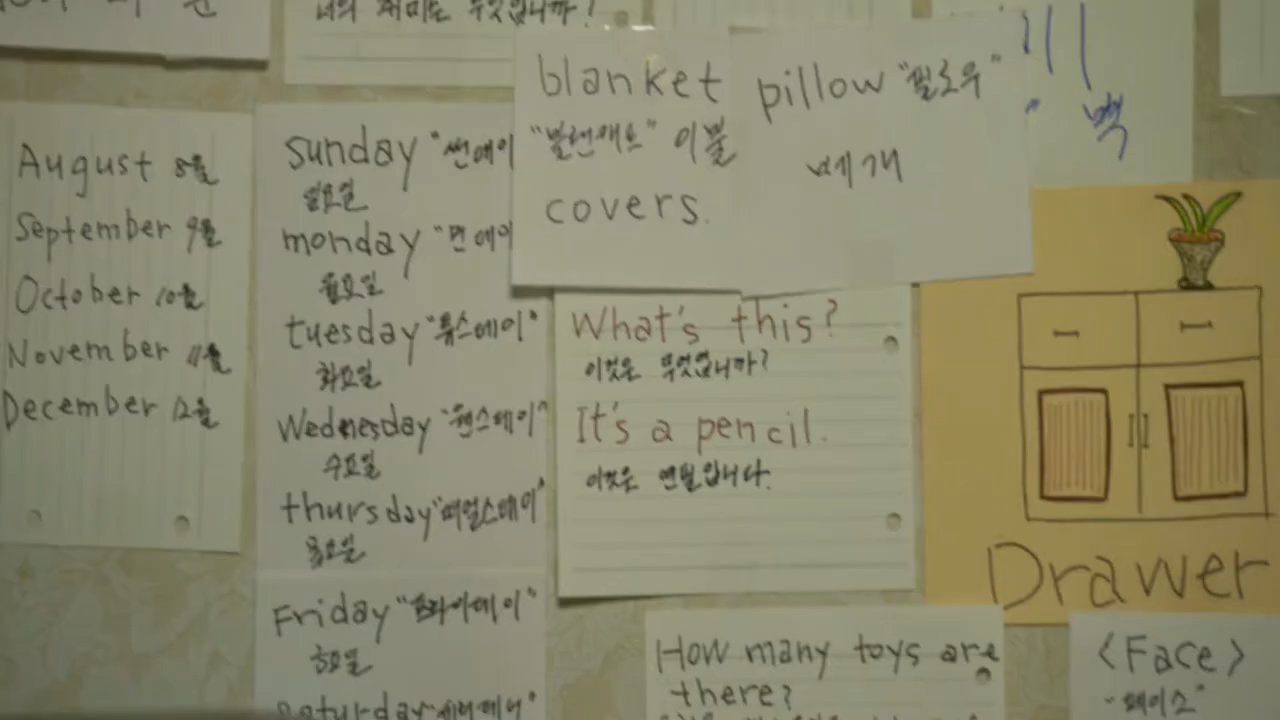 August 8월
September 9월
October 10월
November 11월
December 12월
sunday "썬데이
일요일
monday "먼데이
월요일
tuesday "튜스데이"
화요일
Wednesday "웬스데이"
수요일
thursday "떠얼스데이"
목요일
Friday "프라이데이"
금요일
saturday
blanket
"블랜캐트" 이불
covers.
pillow "필로우"
베개
벽
What's this?
이것은 무엇입니까?
It's a pencil.
이것은 연필입니다.
Drawer
How many toys are
there?
<Face>
"페이스"